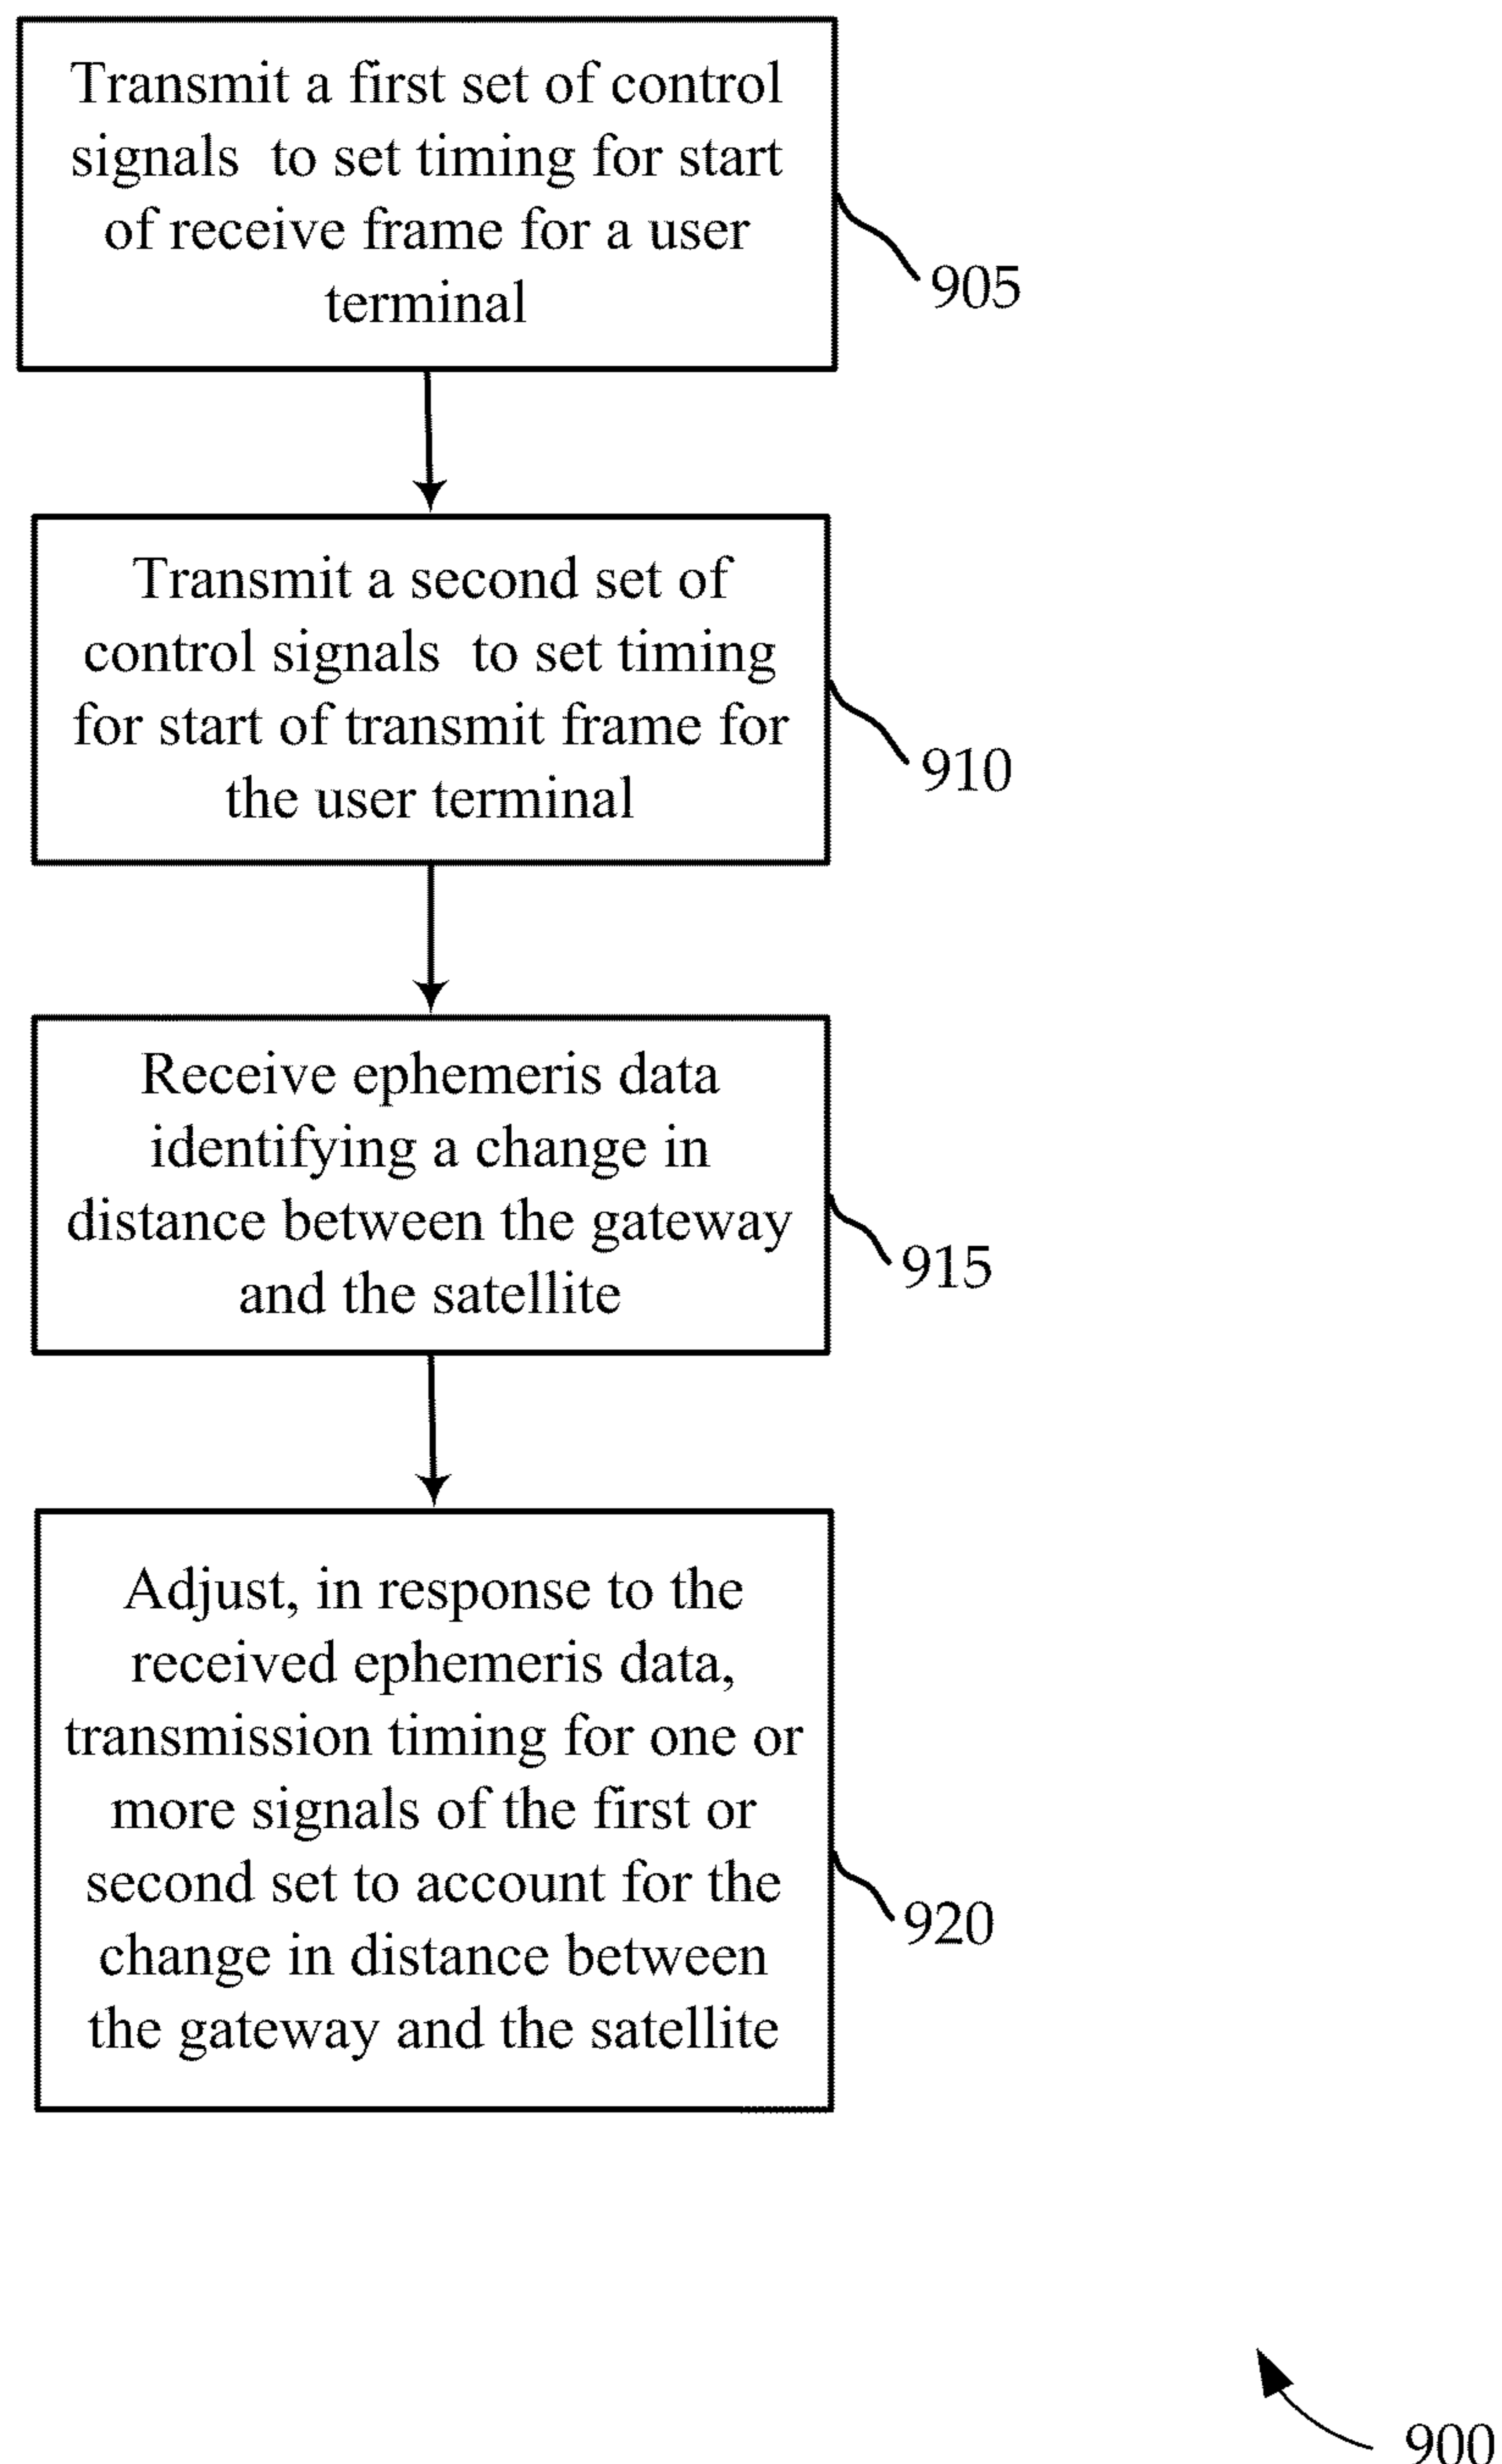 Transmit a first set of control
signals  to set timing for start
of receive frame for a user
terminal
905
Transmit a second set of
control signals  to set timing
for start of transmit frame for
the user terminal
910
Receive ephemeris data
identifying a change in
distance between the gateway
and the satellite
915
Adjust, in response to the
received ephemeris data,
transmission timing for one or
more signals of the first or
second set to account for the
change in distance between
the gateway and the satellite
920
900